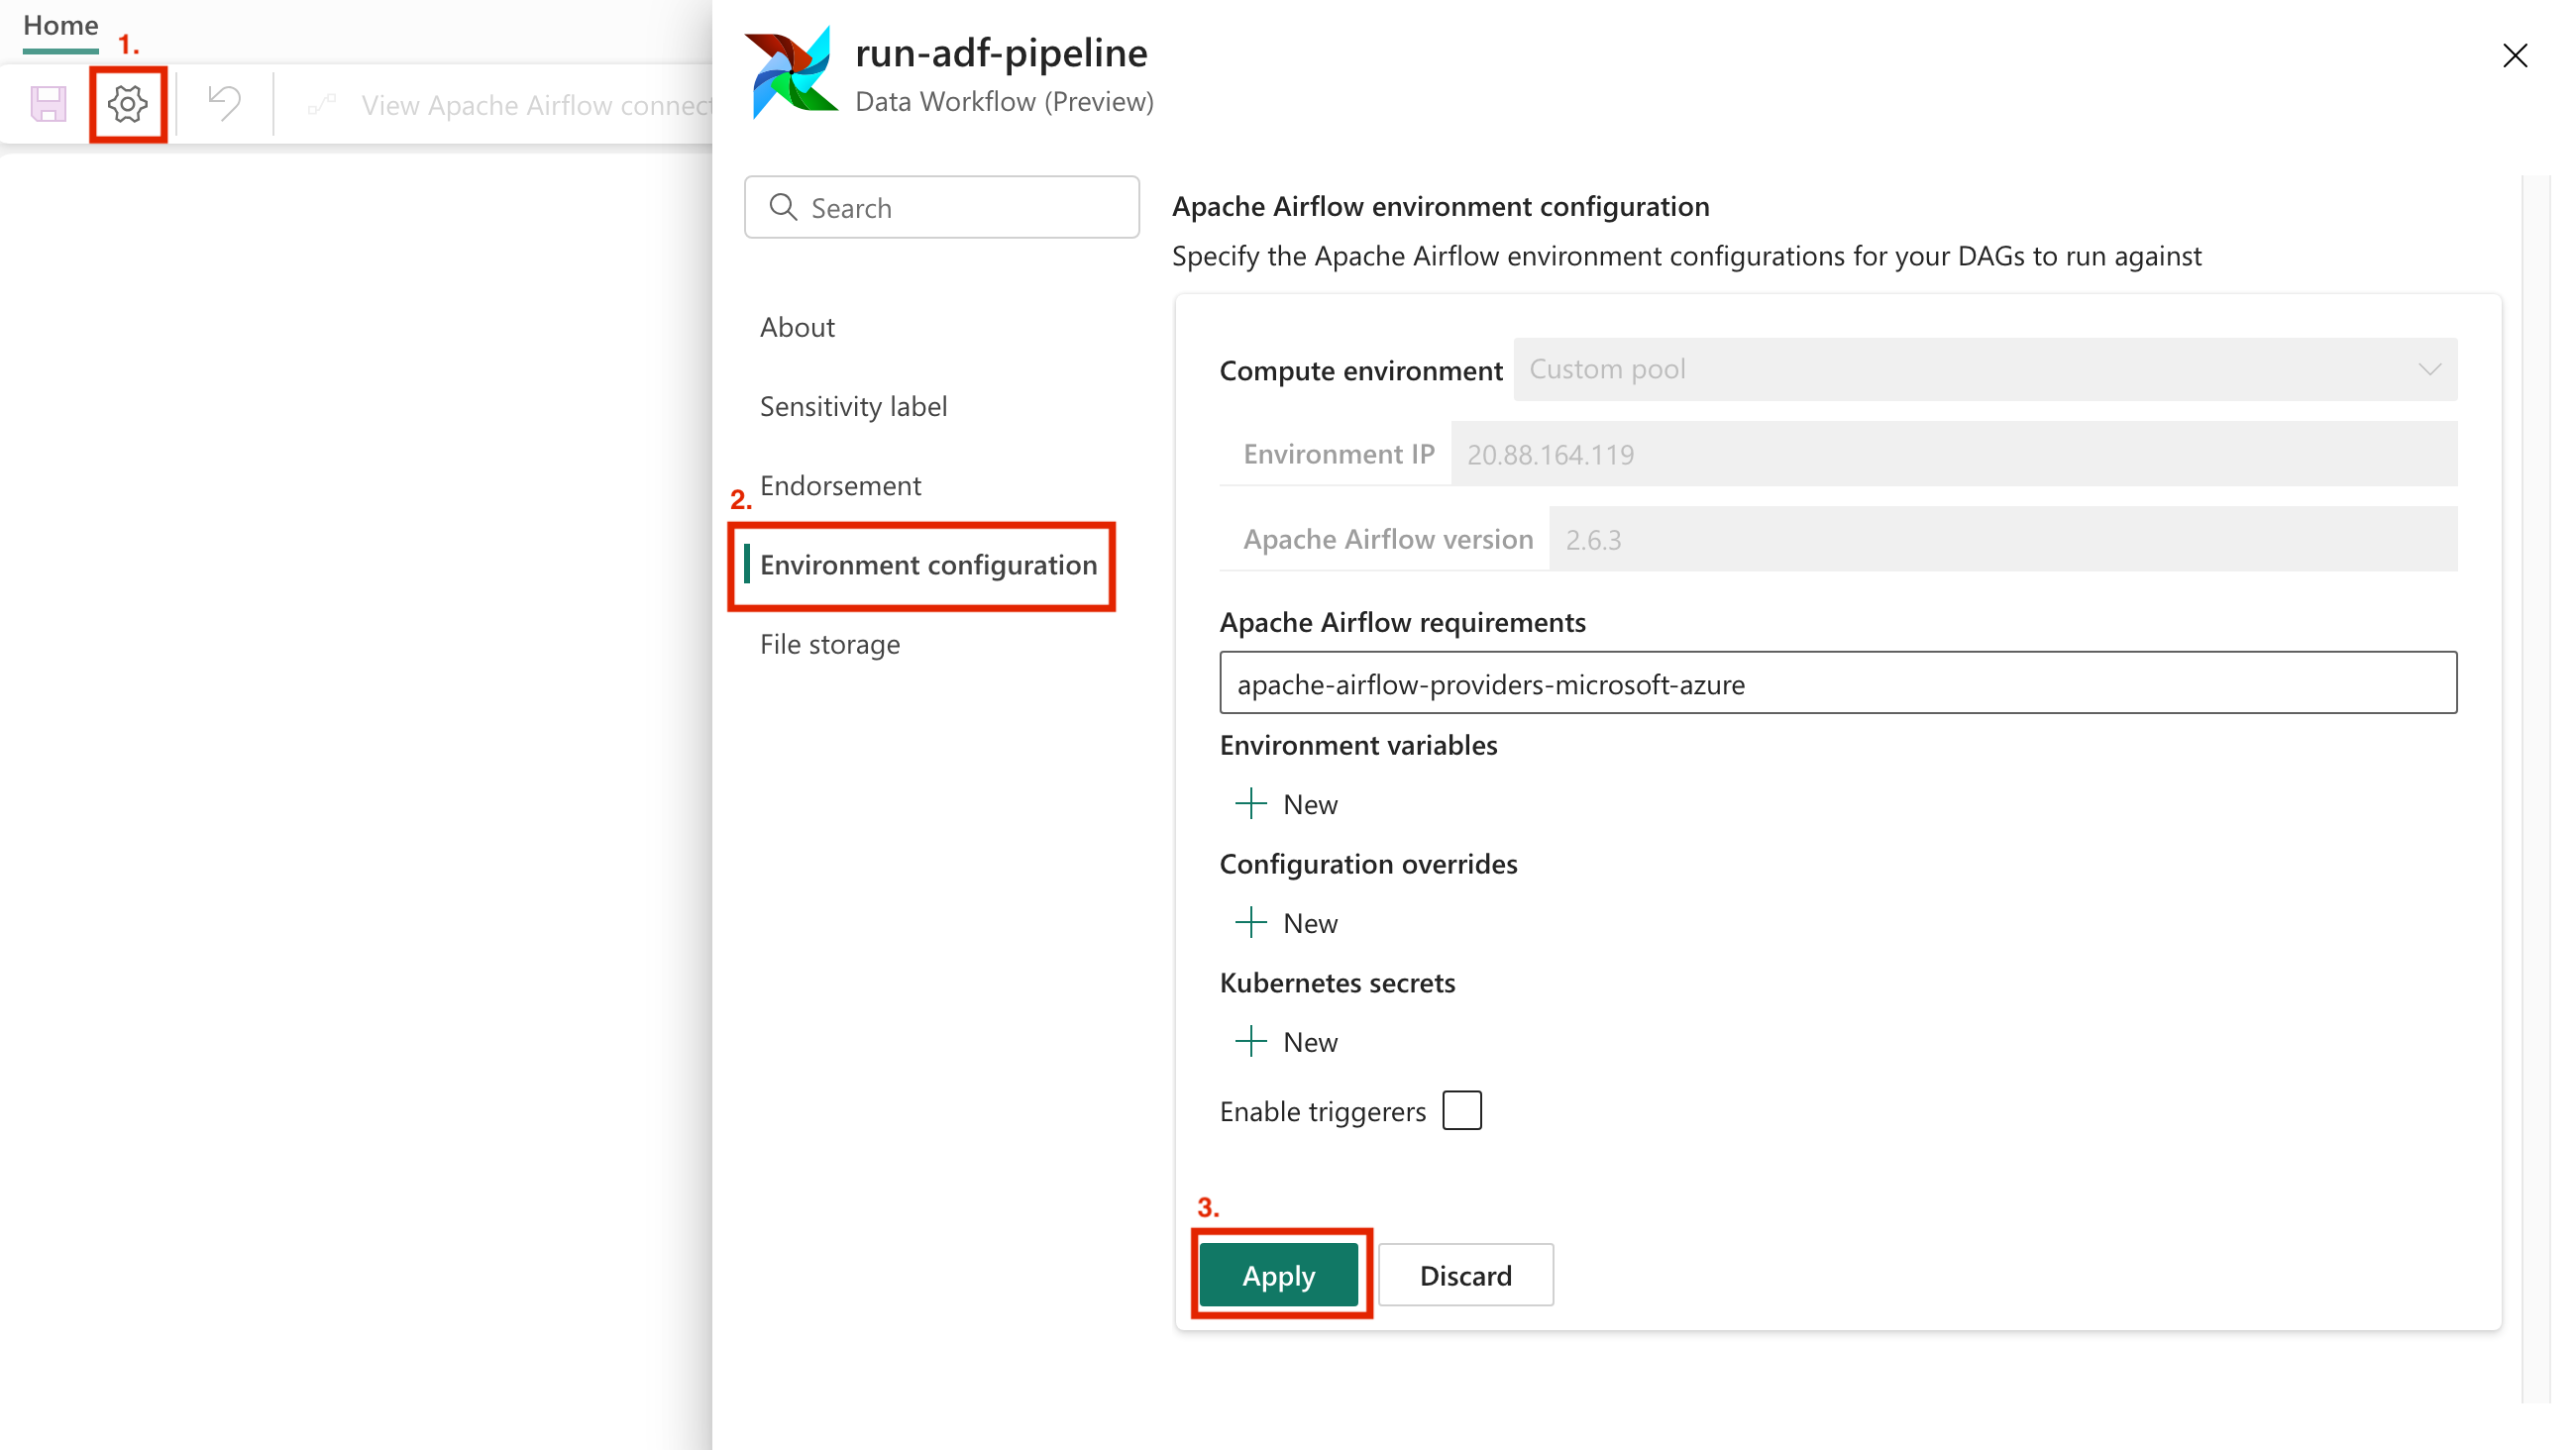 Home
1.
View Apache Airflow connect
run-adf-pipeline
Data Workflow (Preview)
Search
About
Sensitivity label
Endorsement
2.
Environment configuration
File storage
Apache Airflow environment configuration
Specify the Apache Airflow environment configurations for your DAGs to run against
Compute environment Custom pool
Environment IP 20.88.164.119
Apache Airflow version 2.6.3
Apache Airflow requirements
apache-airflow-providers-microsoft-azure
Environment variables
New
Configuration overrides
New
Kubernetes secrets
New
Enable triggerers
3.
Apply Discard